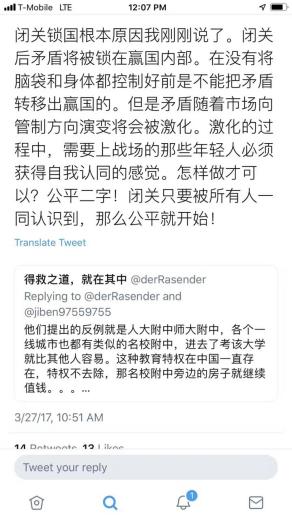 T-Mobile LTE 12:07 PM
闭关锁国根本原因我刚刚说了。闭关
后矛盾将被锁在赢国内部。在没有将
脑袋和身体都控制好前是不能把矛盾
转移出赢国的。但是矛盾随着市场向
管制方向演变将会被激化。激化的过
程中，需要上战场的那些年轻人必须
获得自我认同的感觉。怎样做才可
以？公平二字！闭关只要被所有人一
同认识到，那么公平就开始！
Translate Tweet
得救之道，就在其中 @derRasender
Replying to @derRasender and
@jiben97559755
他们提出的反例就是人大附中师大附中，各个一
线城市也都有类似的名校附中，进去了考该大学
就比其他人容易。这种教育特权在中国一直存
在，特权不去除，那名校附中旁边的房子就继续
值钱。。。…
3/27/17, 10:51 AM
14 Retweets 13 Likes
Tweet your reply
1